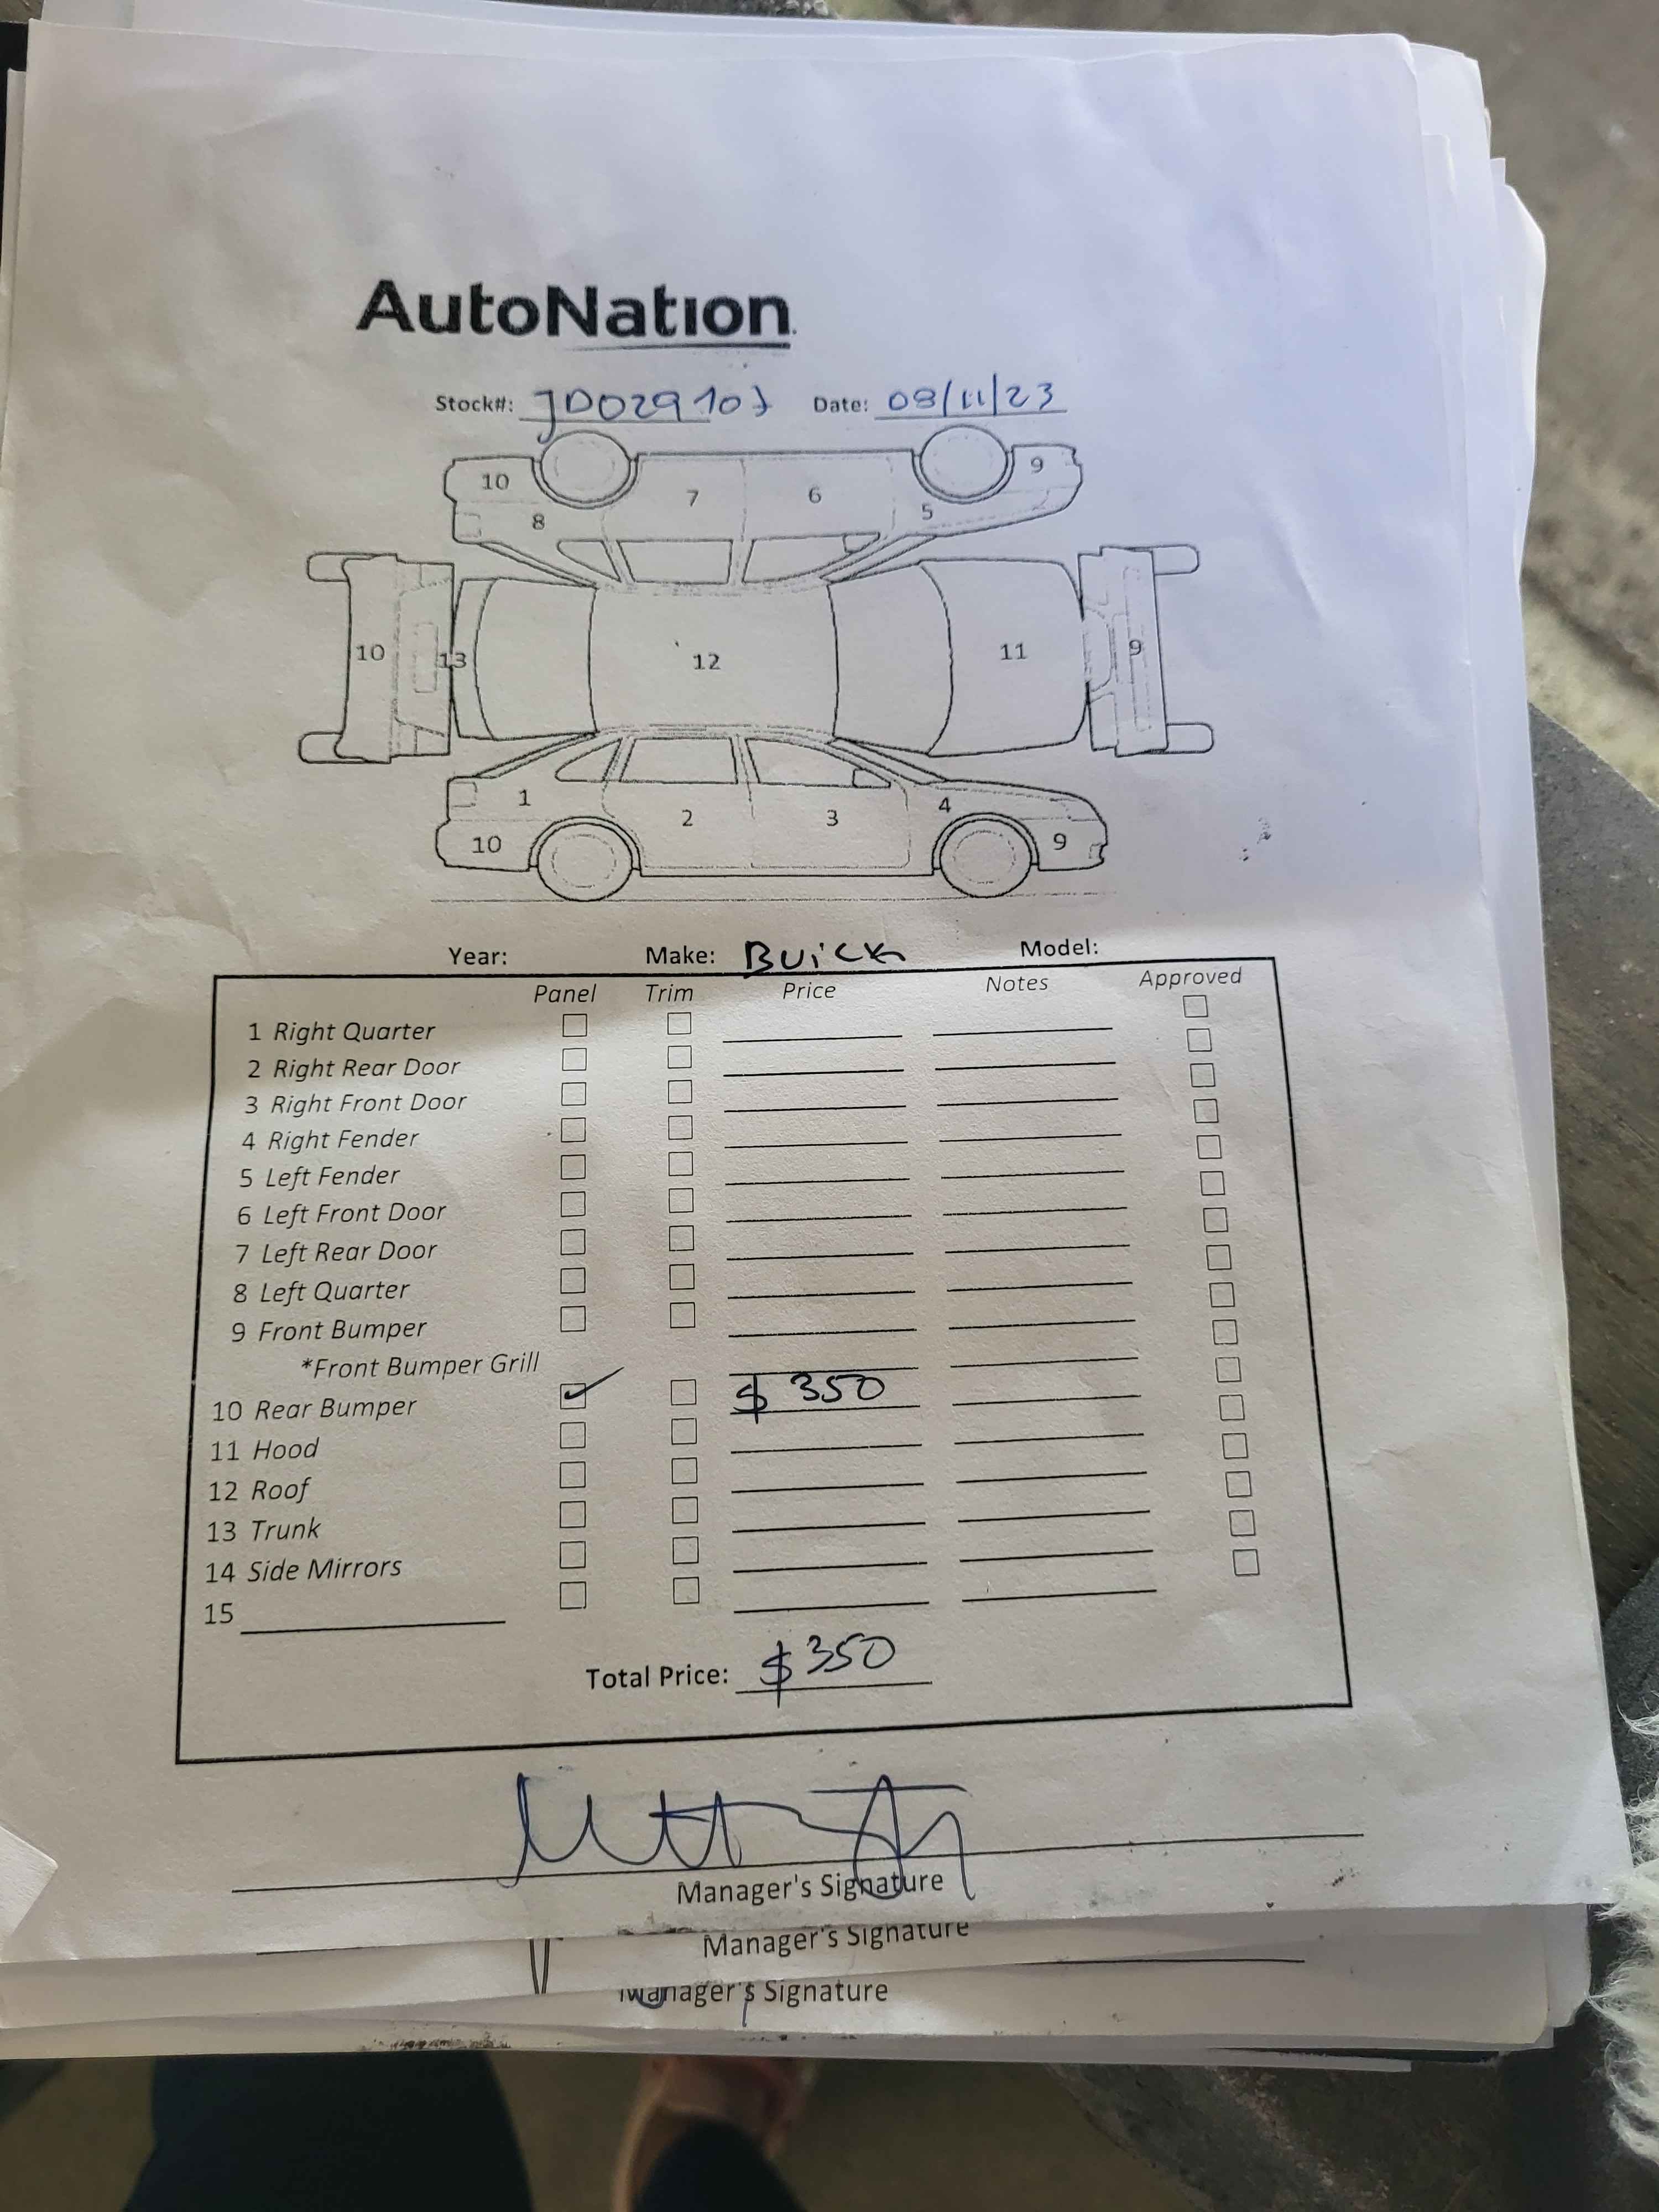 AutoNation
Stock#: JD029107 Date: 08/11/23
10 9
7 6
8 5
10 13 12 11 9
1 2 3 4
10 9
Year: Make: Buick Model:
Panel Trim Price Notes Approved
1 Right Quarter
2 Right Rear Door
3 Right Front Door
4 Right Fender
5 Left Fender
6 Left Front Door
7 Left Rear Door
8 Left Quarter
9 Front Bumper
*Front Bumper Grill
10 Rear Bumper $350
11 Hood
12 Roof
13 Trunk
14 Side Mirrors
15
Total Price: $350
Manager's Signature
Manager's Signature
Manager's Signature